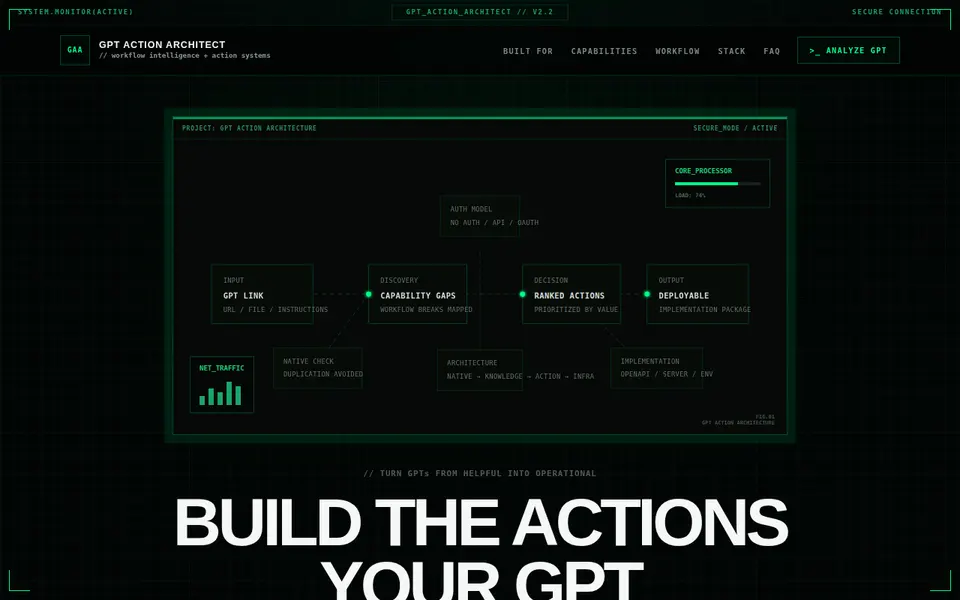 SYSTEM.MONITOR(ACTIVE)
GPT_ACTION_ARCHITECT // V2.2
SECURE CONNECTION
GAA
GPT ACTION ARCHITECT
// workflow intelligence + action systems
BUILT FOR
CAPABILITIES
WORKFLOW
STACK
FAQ
>_ ANALYZE GPT
PROJECT: GPT ACTION ARCHITECTURE
SECURE_MODE / ACTIVE
CORE_PROCESSOR
LOAD: 74%
AUTH MODEL
NO AUTH / API / OAUTH
INPUT
GPT LINK
URL / FILE / INSTRUCTIONS
DISCOVERY
CAPABILITY GAPS
WORKFLOW BREAKS MAPPED
DECISION
RANKED ACTIONS
PRIORITIZED BY VALUE
OUTPUT
DEPLOYABLE
IMPLEMENTATION PACKAGE
NATIVE CHECK
DUPLICATION AVOIDED
ARCHITECTURE
NATIVE → KNOWLEDGE → ACTION → INFRA
IMPLEMENTATION
OPENAPI / SERVER / ENV
NET_TRAFFIC
FIG.01
GPT ACTION ARCHITECTURE
// TURN GPTs FROM HELPFUL INTO OPERATIONAL
BUILD THE ACTIONS
YOUR GPT